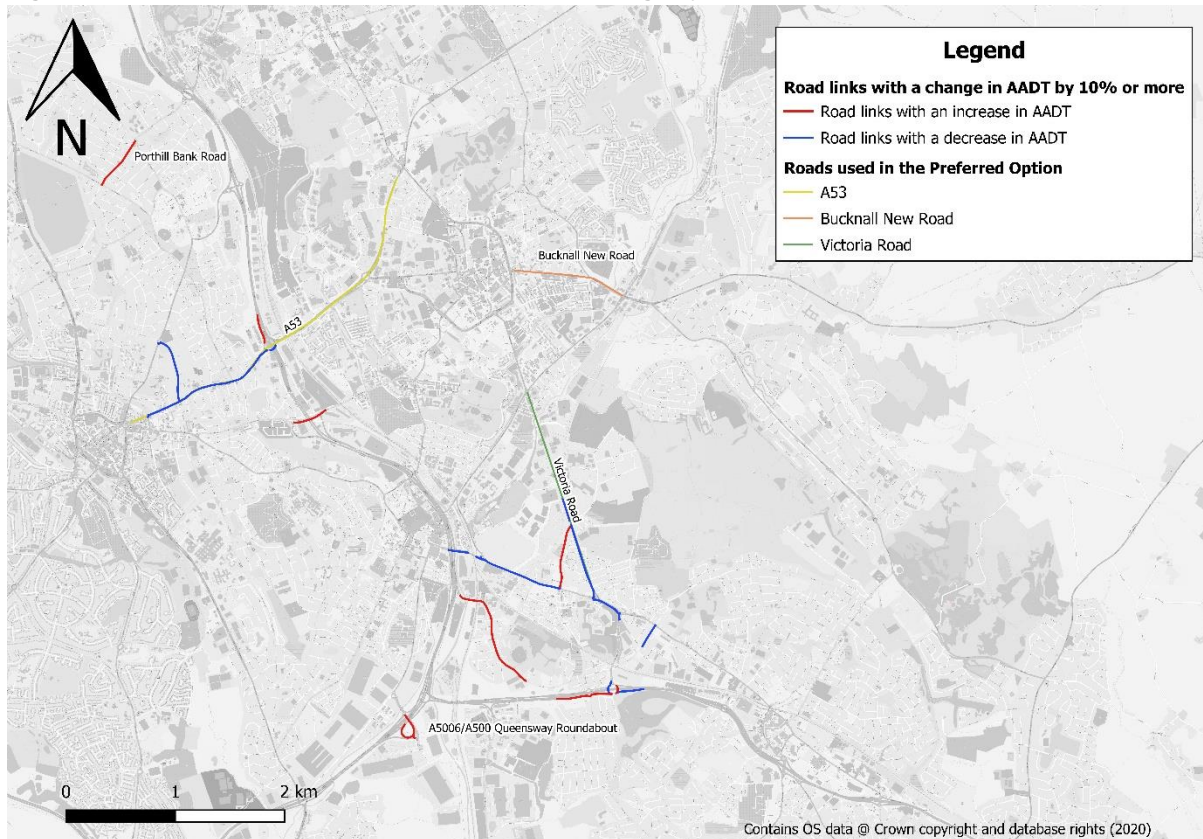 Legend
Road links with a change in AADT by 10% or more
Road links with an increase in AADT
Road links with a decrease in AADT
Roads used in the Preferred Option
A53
Bucknall New Road
Victoria Road
N
Porthill Bank Road
Bucknall New Road
A53
Victoria Road
A5006/A500 Queensway Roundabout
0 1 2 km
Contains OS data @ Crown copyright and database rights (2020)